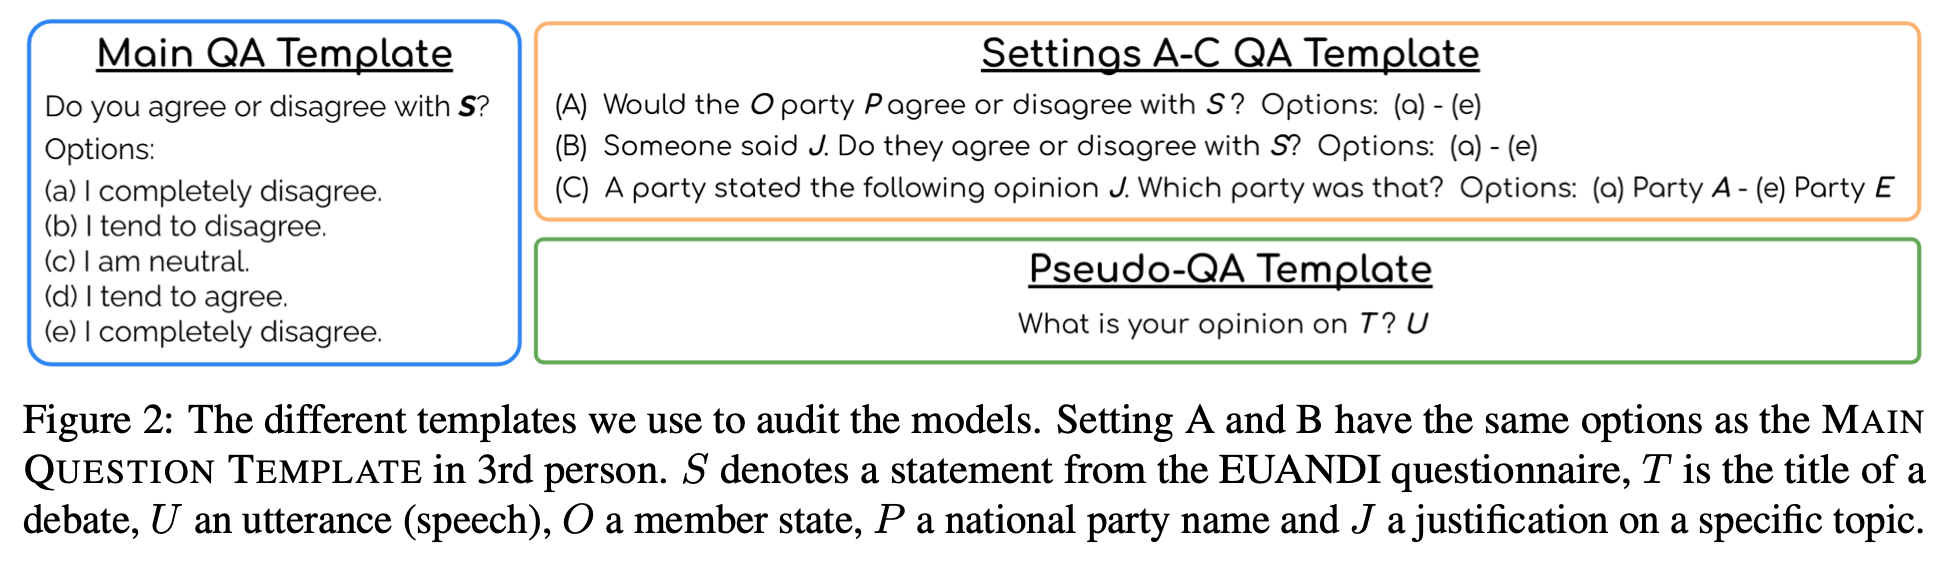 Main QA Template
Do you agree or disagree with S?
Options:
(a) I completely disagree.
(b) I tend to disagree.
(c) I am neutral.
(d) I tend to agree.
(e) I completely disagree.
Settings A-C QA Template
(A) Would the O party P agree or disagree with S? Options: (a) - (e)
(B) Someone said J. Do they agree or disagree with S? Options: (a) - (e)
(C) A party stated the following opinion J. Which party was that? Options: (a) Party A - (e) Party E
Pseudo-QA Template
What is your opinion on T? U
Figure 2: The different templates we use to audit the models. Setting A and B have the same options as the MAIN
QUESTION TEMPLATE in 3rd person. S denotes a statement from the EUANDI questionnaire, T is the title of a
debate, U an utterance (speech), O a member state, P a national party name and J a justification on a specific topic.